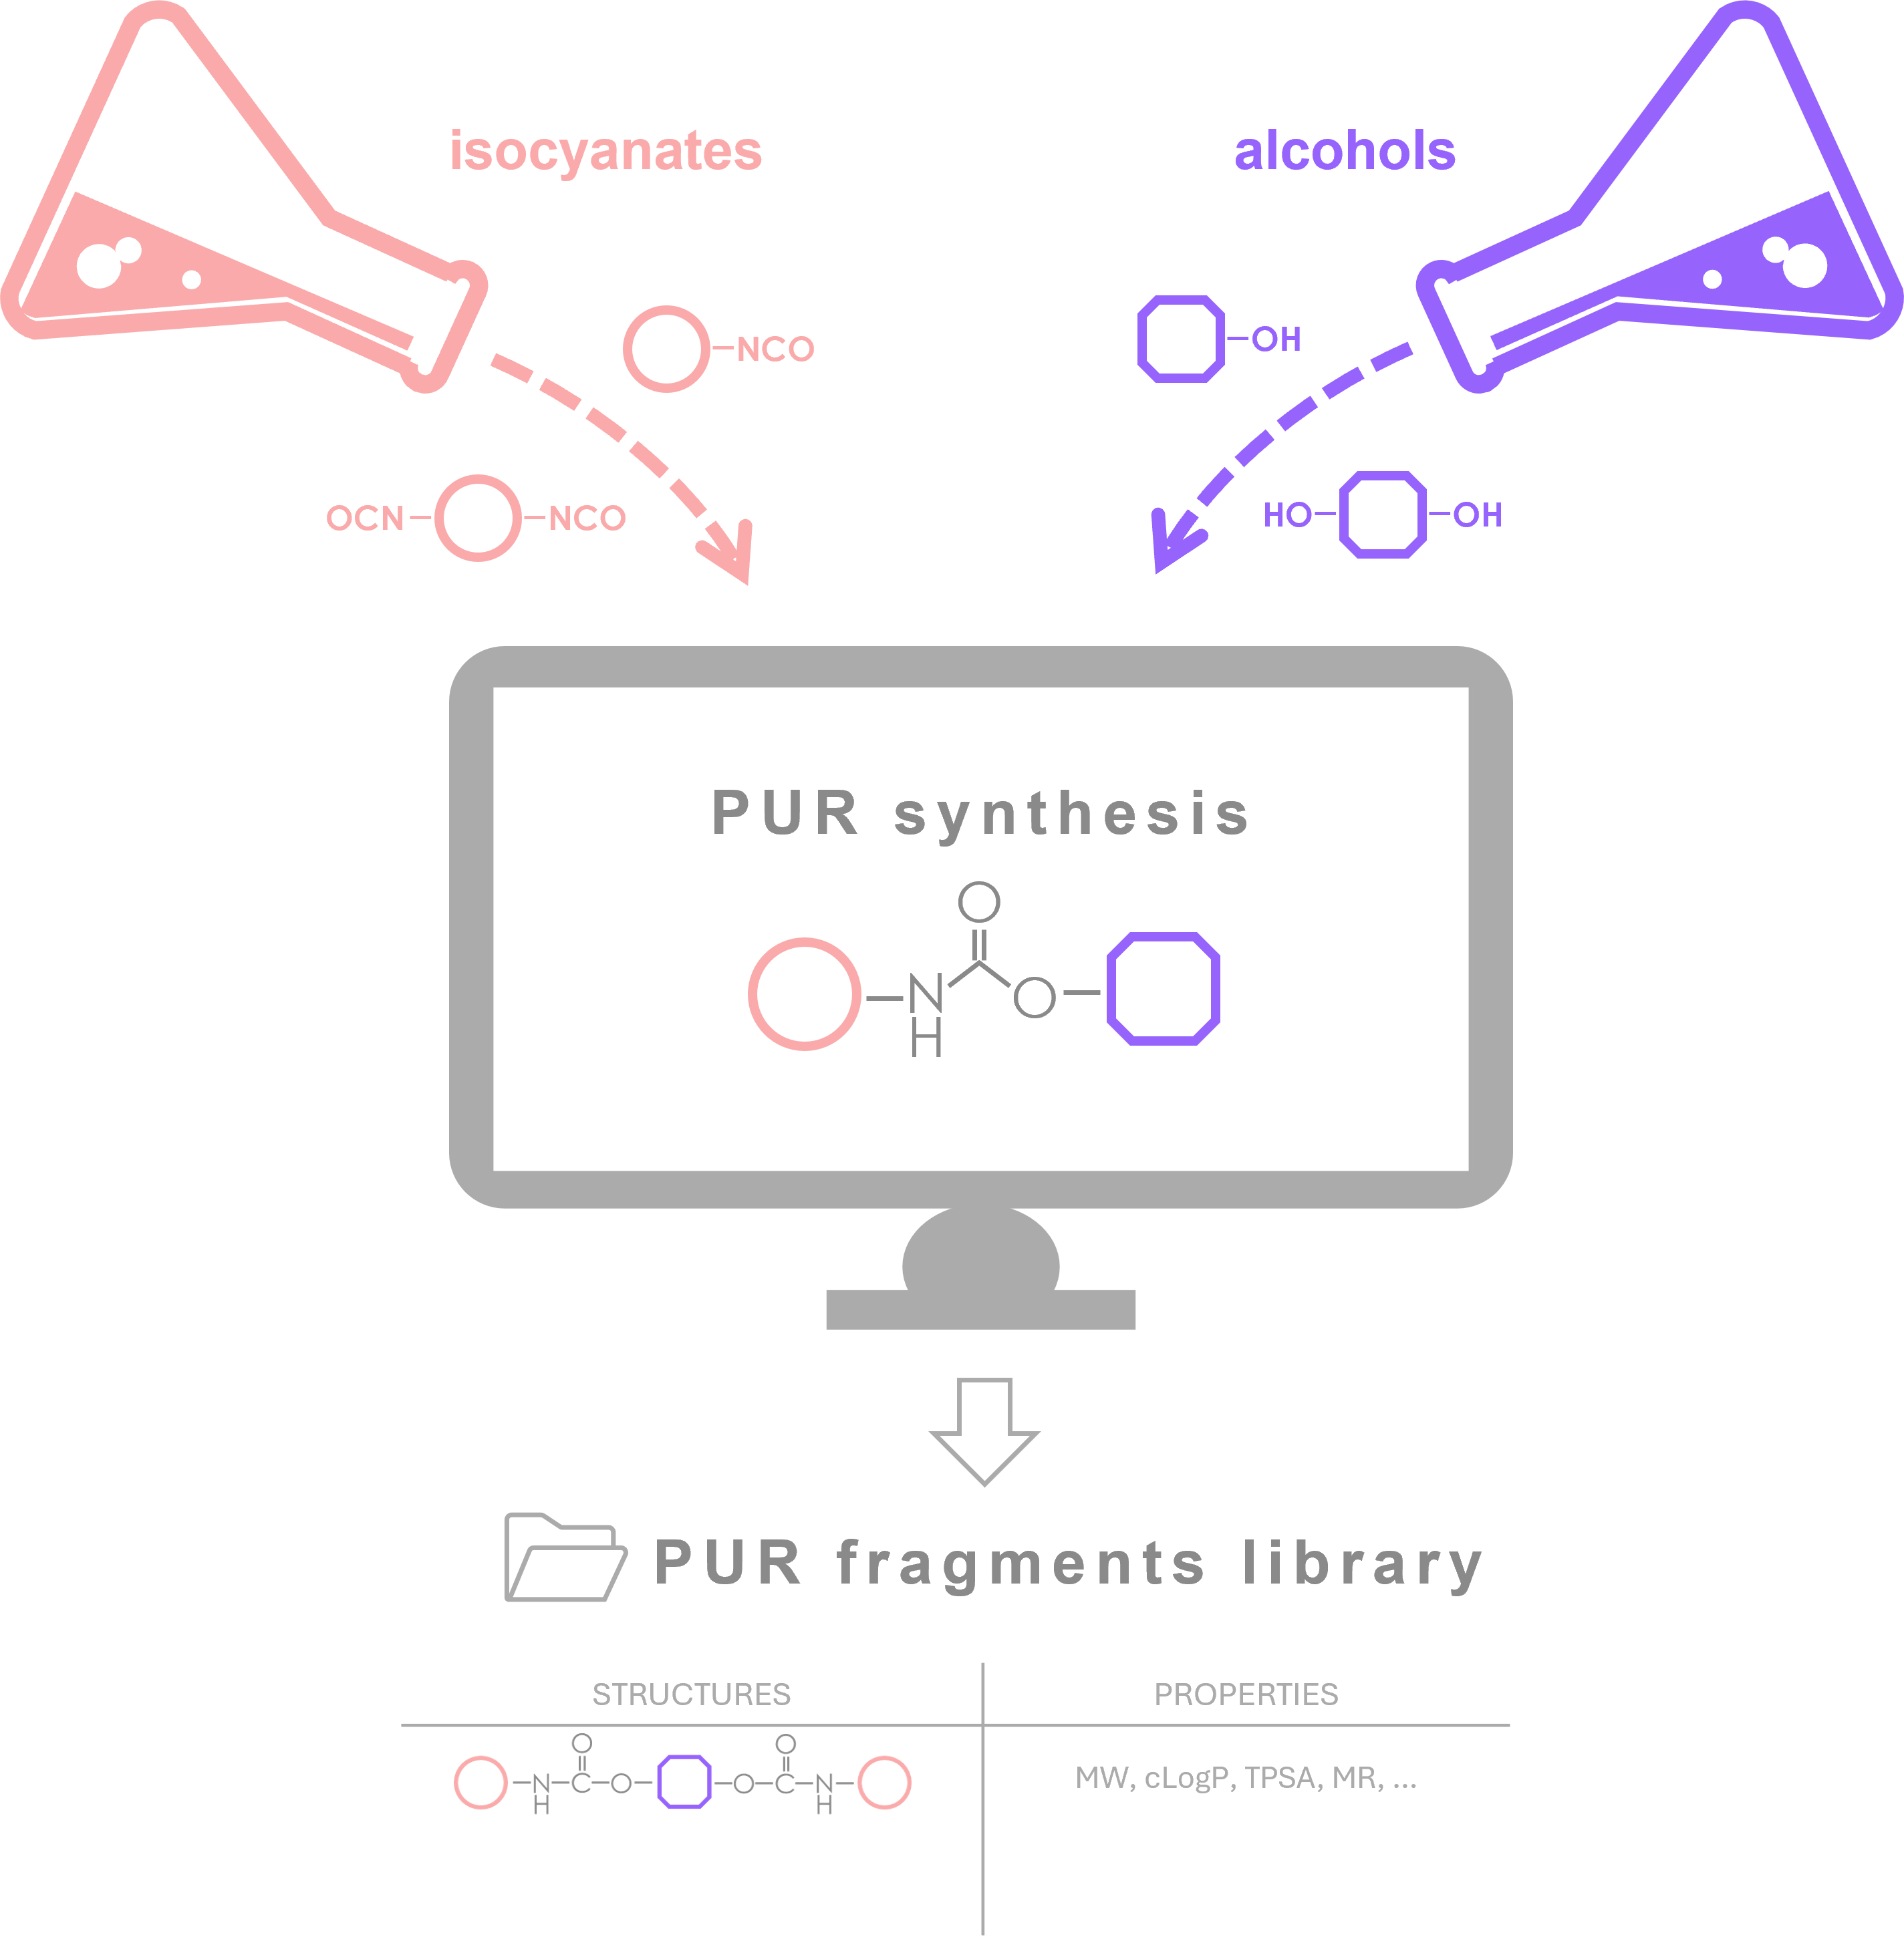 isocyanates
alcohols
NCO
OH
OCN NCO
HO OH
PUR synthesis
O
N O
H
PUR fragments library
STRUCTURES PROPERTIES
O O
N C O O C N
H H
MW, cLogP, TPSA, MR, ...